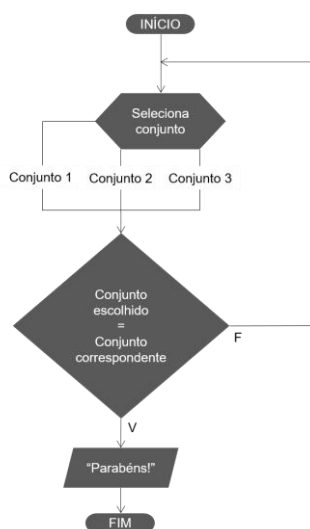 INÍCIO
Seleciona
conjunto
Conjunto 1 Conjunto 2 Conjunto 3
Conjunto
escolhido
=
Conjunto
correspondente
F
V
“Parabéns!”
FIM